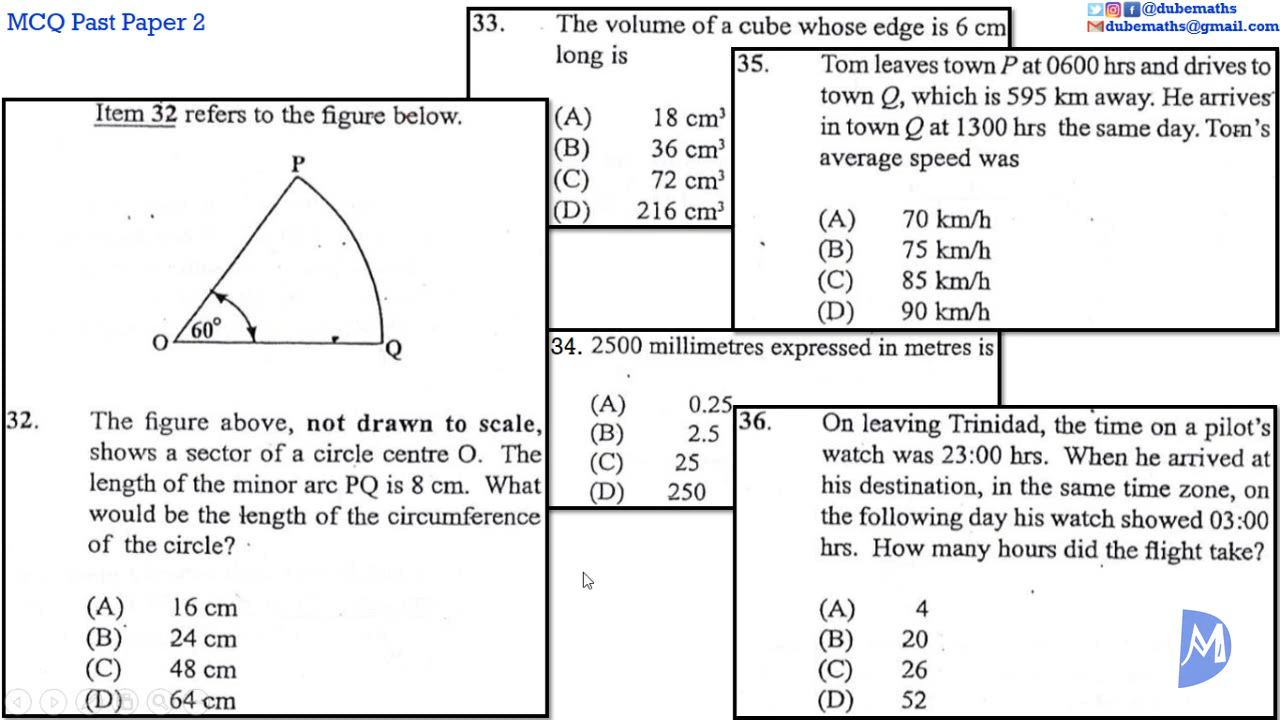 MCQ Past Paper 2
@dubemaths
dubemaths@gmail.com
Item 32 refers to the figure below.
P
60°
O
Q
32. The figure above, not drawn to scale,
shows a sector of a circle centre O. The
length of the minor arc PQ is 8 cm. What
would be the length of the circumference
of the circle?
(A) 16 cm
(B) 24 cm
(C) 48 cm
(D) 64 cm
33. The volume of a cube whose edge is 6 cm
long is
(A) 18 cm³
(B) 36 cm³
(C) 72 cm³
(D) 216 cm³
34. 2500 millimetres expressed in metres is
(A) 0.25
(B) 2.5
(C) 25
(D) 250
35. Tom leaves town P at 0600 hrs and drives to
town Q, which is 595 km away. He arrives
in town Q at 1300 hrs the same day. Tom's
average speed was
(A) 70 km/h
(B) 75 km/h
(C) 85 km/h
(D) 90 km/h
36. On leaving Trinidad, the time on a pilot's
watch was 23:00 hrs. When he arrived at
his destination, in the same time zone, on
the following day his watch showed 03:00
hrs. How many hours did the flight take?
(A) 4
(B) 20
(C) 26
(D) 52
M